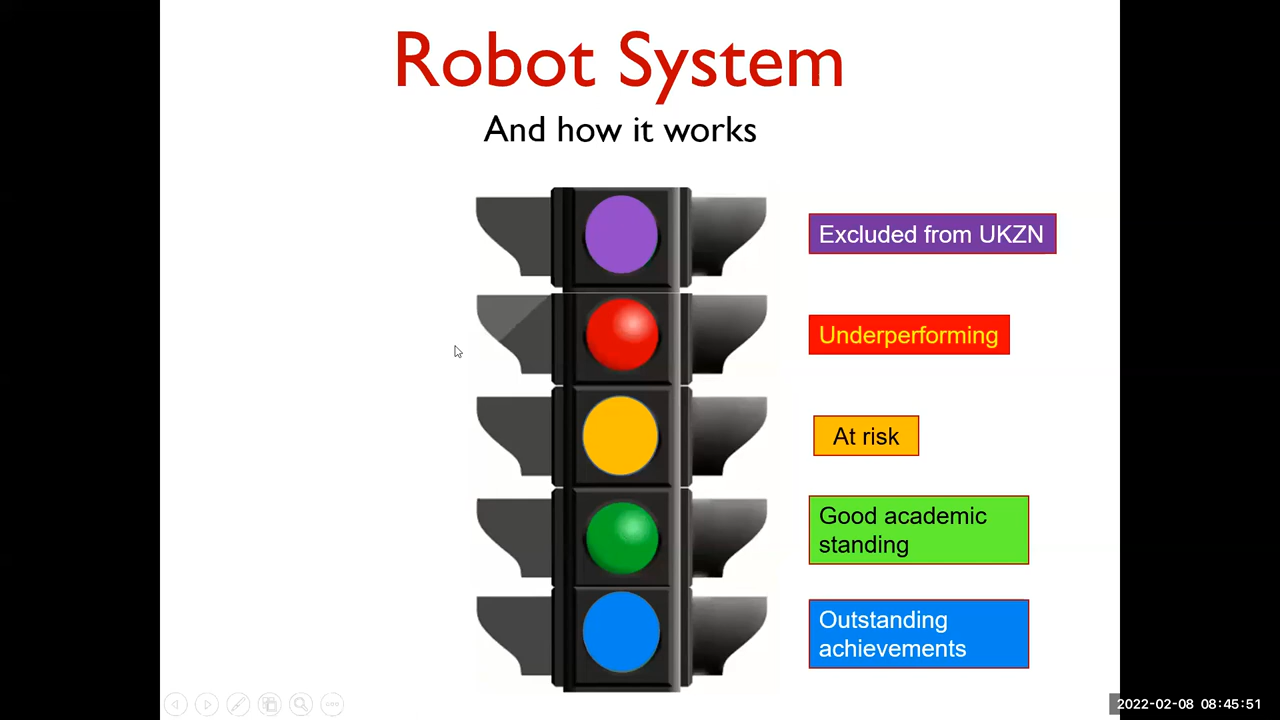 Robot System
And how it works
Excluded from UKZN
Underperforming
At risk
Good academic
standing
Outstanding
achievements
2022-02-08 08:45:51